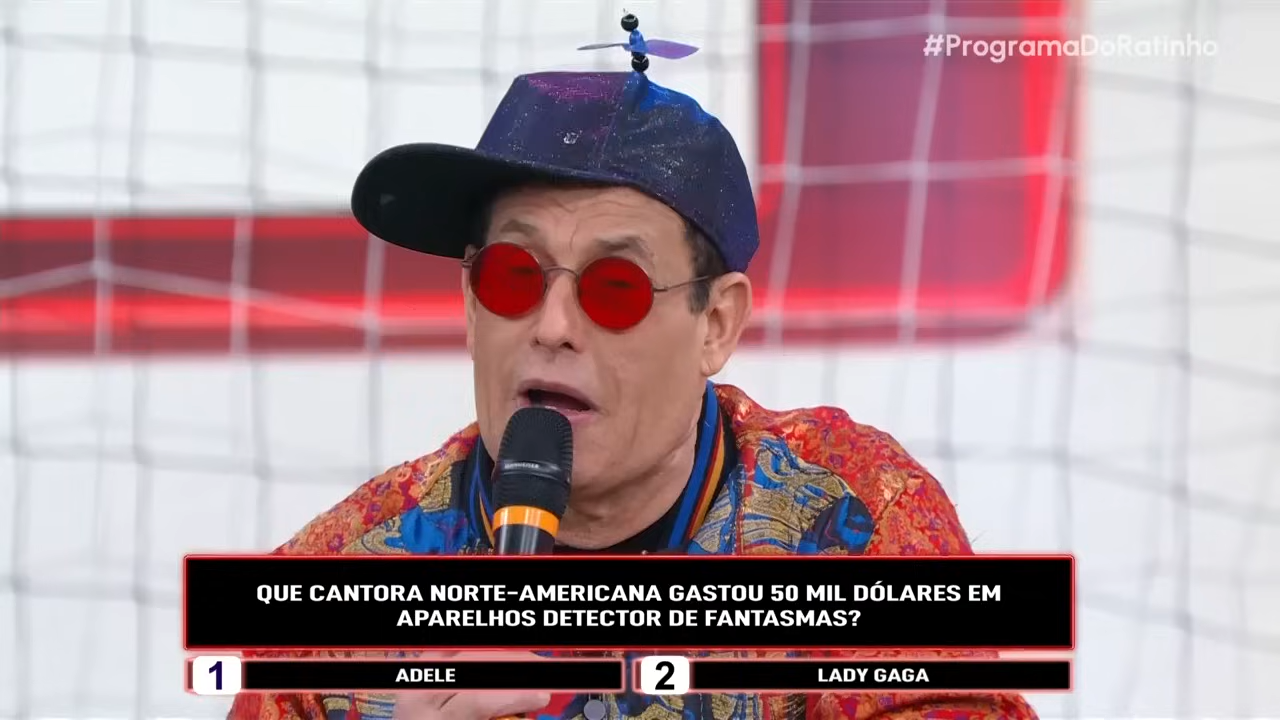 #ProgramaDoRatinho
QUE CANTORA NORTE-AMERICANA GASTOU 50 MIL DÓLARES EM
APARELHOS DETECTOR DE FANTASMAS?
1 ADELE
2 LADY GAGA